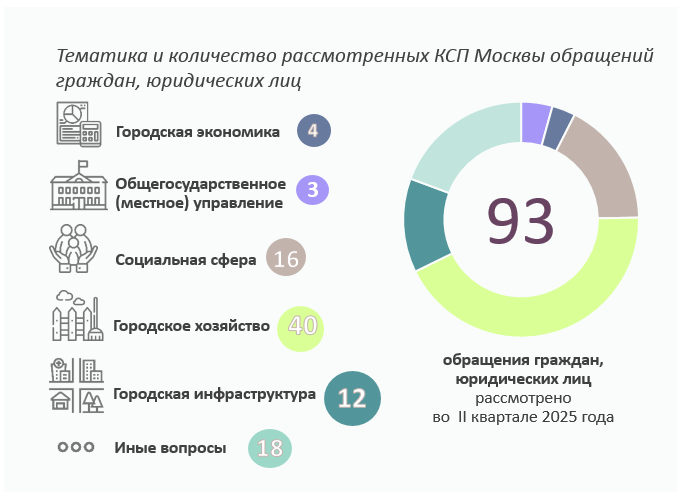 Тематика и количество рассмотренных КСП Москвы обращений
граждан, юридических лиц
Городская экономика 4
Общегосударственное
(местное) управление 3
Социальная сфера 16
Городское хозяйство 40
Городская инфраструктура 12
Иные вопросы 18
93
обращения граждан,
юридических лиц
рассмотрено
во II квартале 2025 года